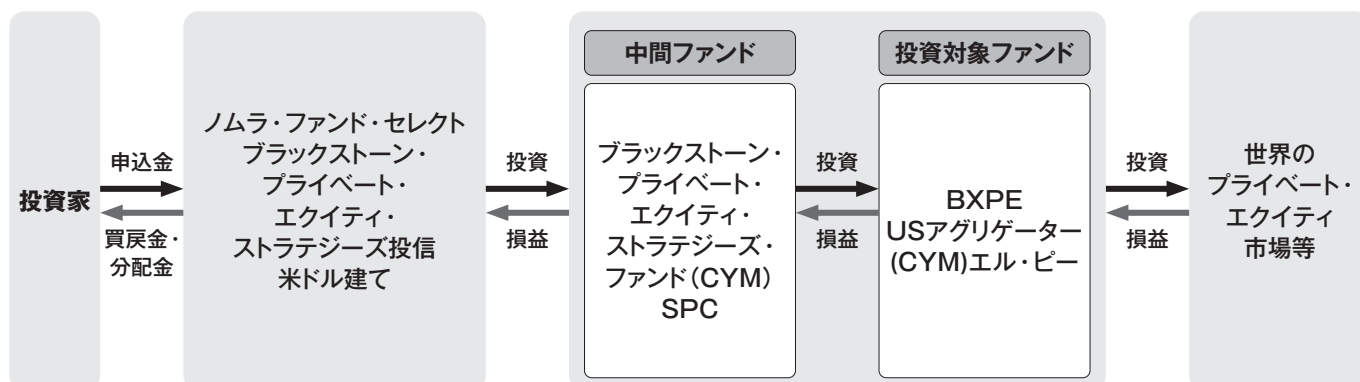 投資家
申込金
買戻金・
分配金
ノムラ・ファンド・セレクト
ブラックストーン・
プライベート・
エクイティ・
ストラテジーズ投信
米ドル建て
投資
損益
中間ファンド
ブラックストーン・
プライベート・
エクイティ・
ストラテジーズ・
ファンド（CYM）
SPC
投資
損益
投資対象ファンド
BXPE
USアグリゲーター
(CYM)エル・ピー
投資
損益
世界の
プライベート・
エクイティ
市場等